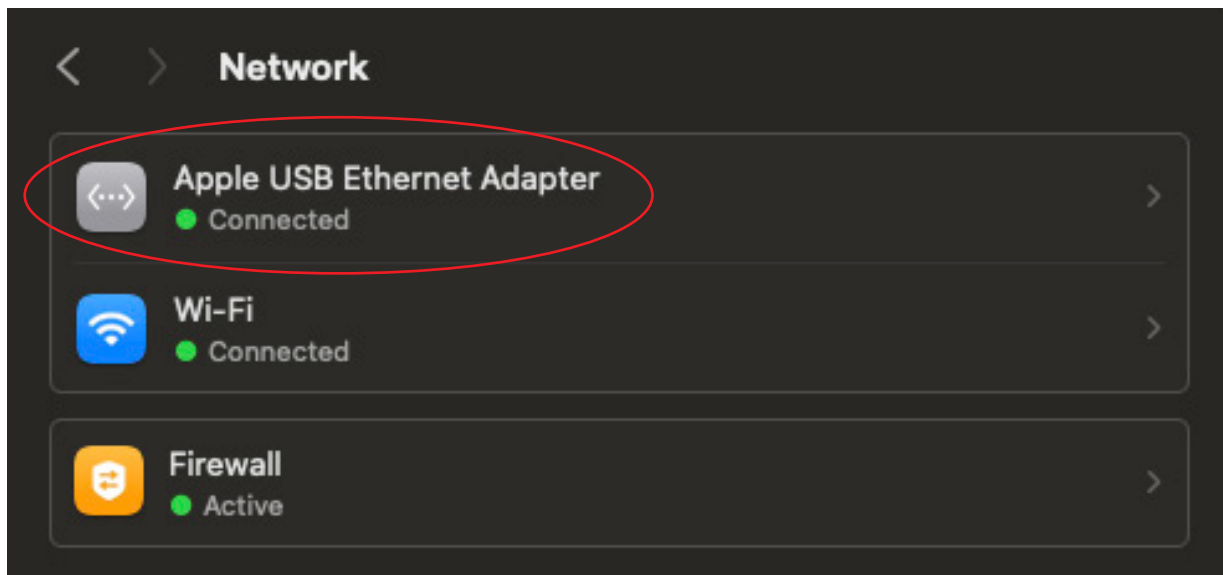 Network
Apple USB Ethernet Adapter
Connected
Wi-Fi
Connected
Firewall
Active